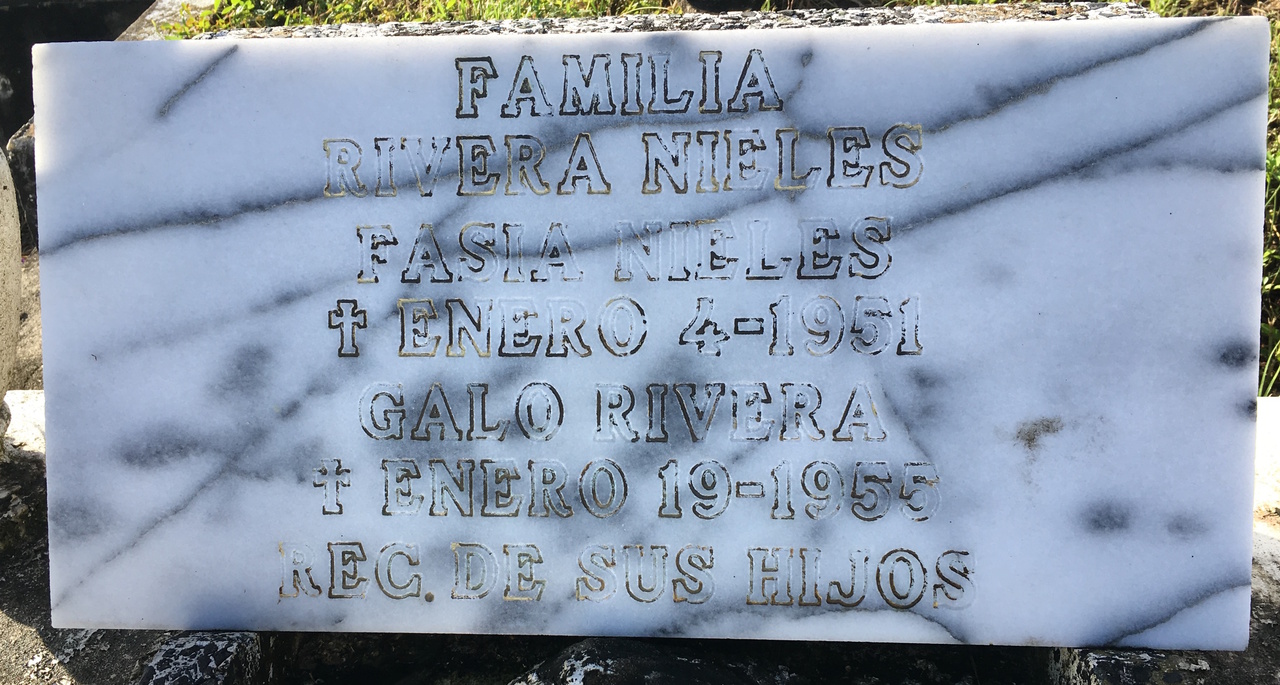 FAMILIA
RIVERA NIELES
FASIA NIELES
† ENERO 4-1951
GALO RIVERA
† ENERO 19-1955
REC. DE SUS HIJOS